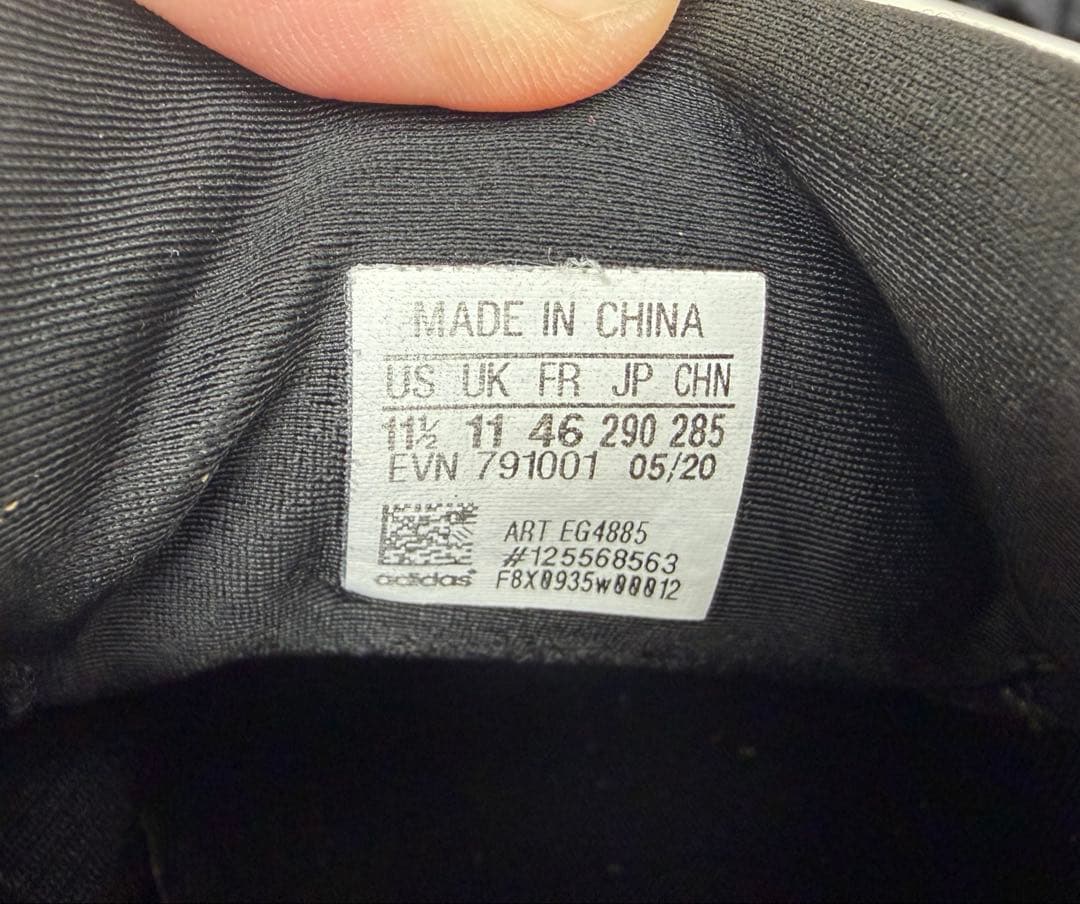 MADE IN CHINA
US UK FR JP CHN
11½ 11 46 290 285
EVN 791001 05/20
ART EG4885
#125568563
adidas F8X0935w00012